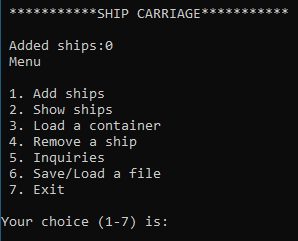 ***********SHIP CARRIAGE***********
Added ships:0
Menu
1. Add ships
2. Show ships
3. Load a container
4. Remove a ship
5. Inquiries
6. Save/Load a file
7. Exit
Your choice (1-7) is: